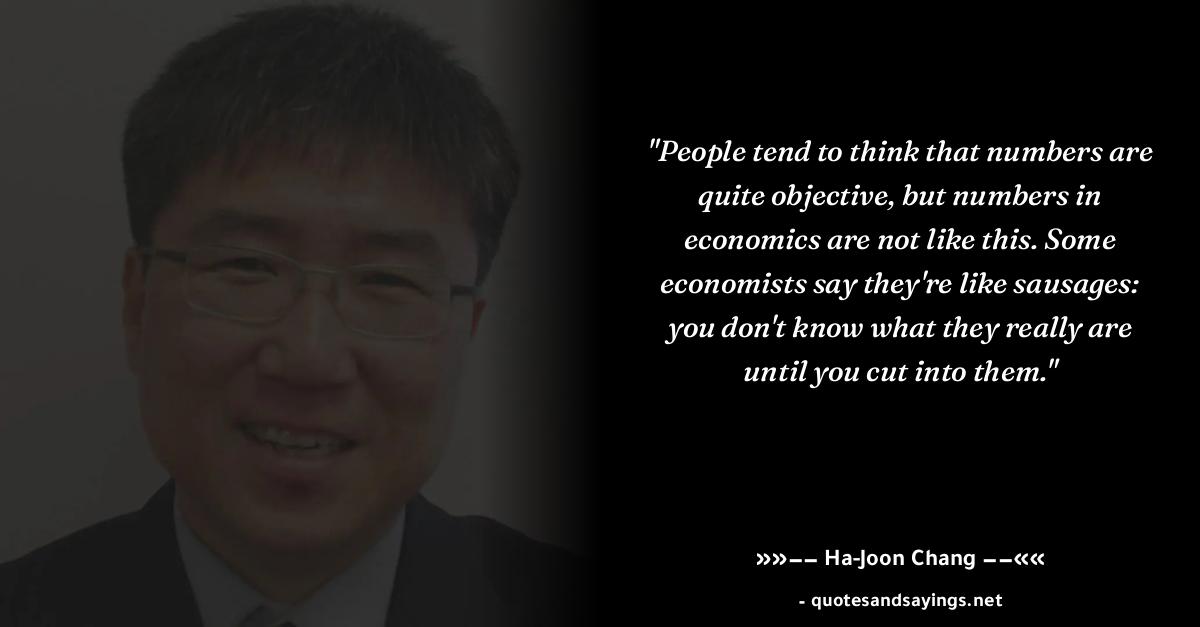 "People tend to think that numbers are
quite objective, but numbers in
economics are not like this. Some
economists say they're like sausages:
you don't know what they really are
until you cut into them."
»»−− Ha-Joon Chang −−««
- quotesandsayings.net